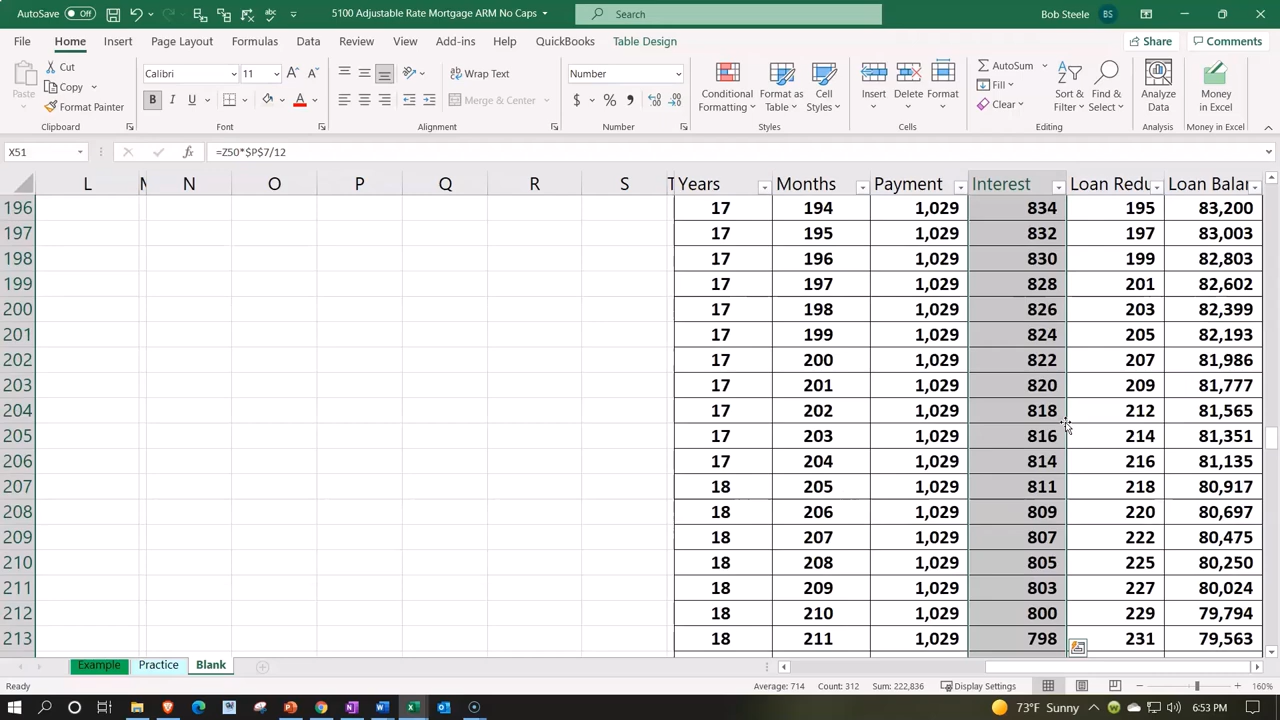 AutoSave Off 5100 Adjustable Rate Mortgage ARM No Caps Search Bob Steele BS
File Home Insert Page Layout Formulas Data Review View Add-ins Help QuickBooks Table Design Share Comments
Paste Cut Copy Format Painter Clipboard
Calibri 11 B I U Font
Wrap Text Merge & Center Alignment
Number $ % Number
Conditional Formatting Format as Table Cell Styles Styles
Insert Delete Format Cells
AutoSum Fill Clear Sort & Filter Find & Select Editing
Analyze Data Analysis
Money in Excel Money in Excel
X51 fx =Z50*$P$7/12
L N O P Q R S Years Months Payment Interest Loan Redu Loan Balan
196 17 194 1,029 834 195 83,200
197 17 195 1,029 832 197 83,003
198 17 196 1,029 830 199 82,803
199 17 197 1,029 828 201 82,602
200 17 198 1,029 826 203 82,399
201 17 199 1,029 824 205 82,193
202 17 200 1,029 822 207 81,986
203 17 201 1,029 820 209 81,777
204 17 202 1,029 818 212 81,565
205 17 203 1,029 816 214 81,351
206 17 204 1,029 814 216 81,135
207 18 205 1,029 811 218 80,917
208 18 206 1,029 809 220 80,697
209 18 207 1,029 807 222 80,475
210 18 208 1,029 805 225 80,250
211 18 209 1,029 803 227 80,024
212 18 210 1,029 800 229 79,794
213 18 211 1,029 798 231 79,563
Example Practice Blank
Ready Average: 714 Count: 312 Sum: 222,836 Display Settings 160%
73°F Sunny 6:53 PM